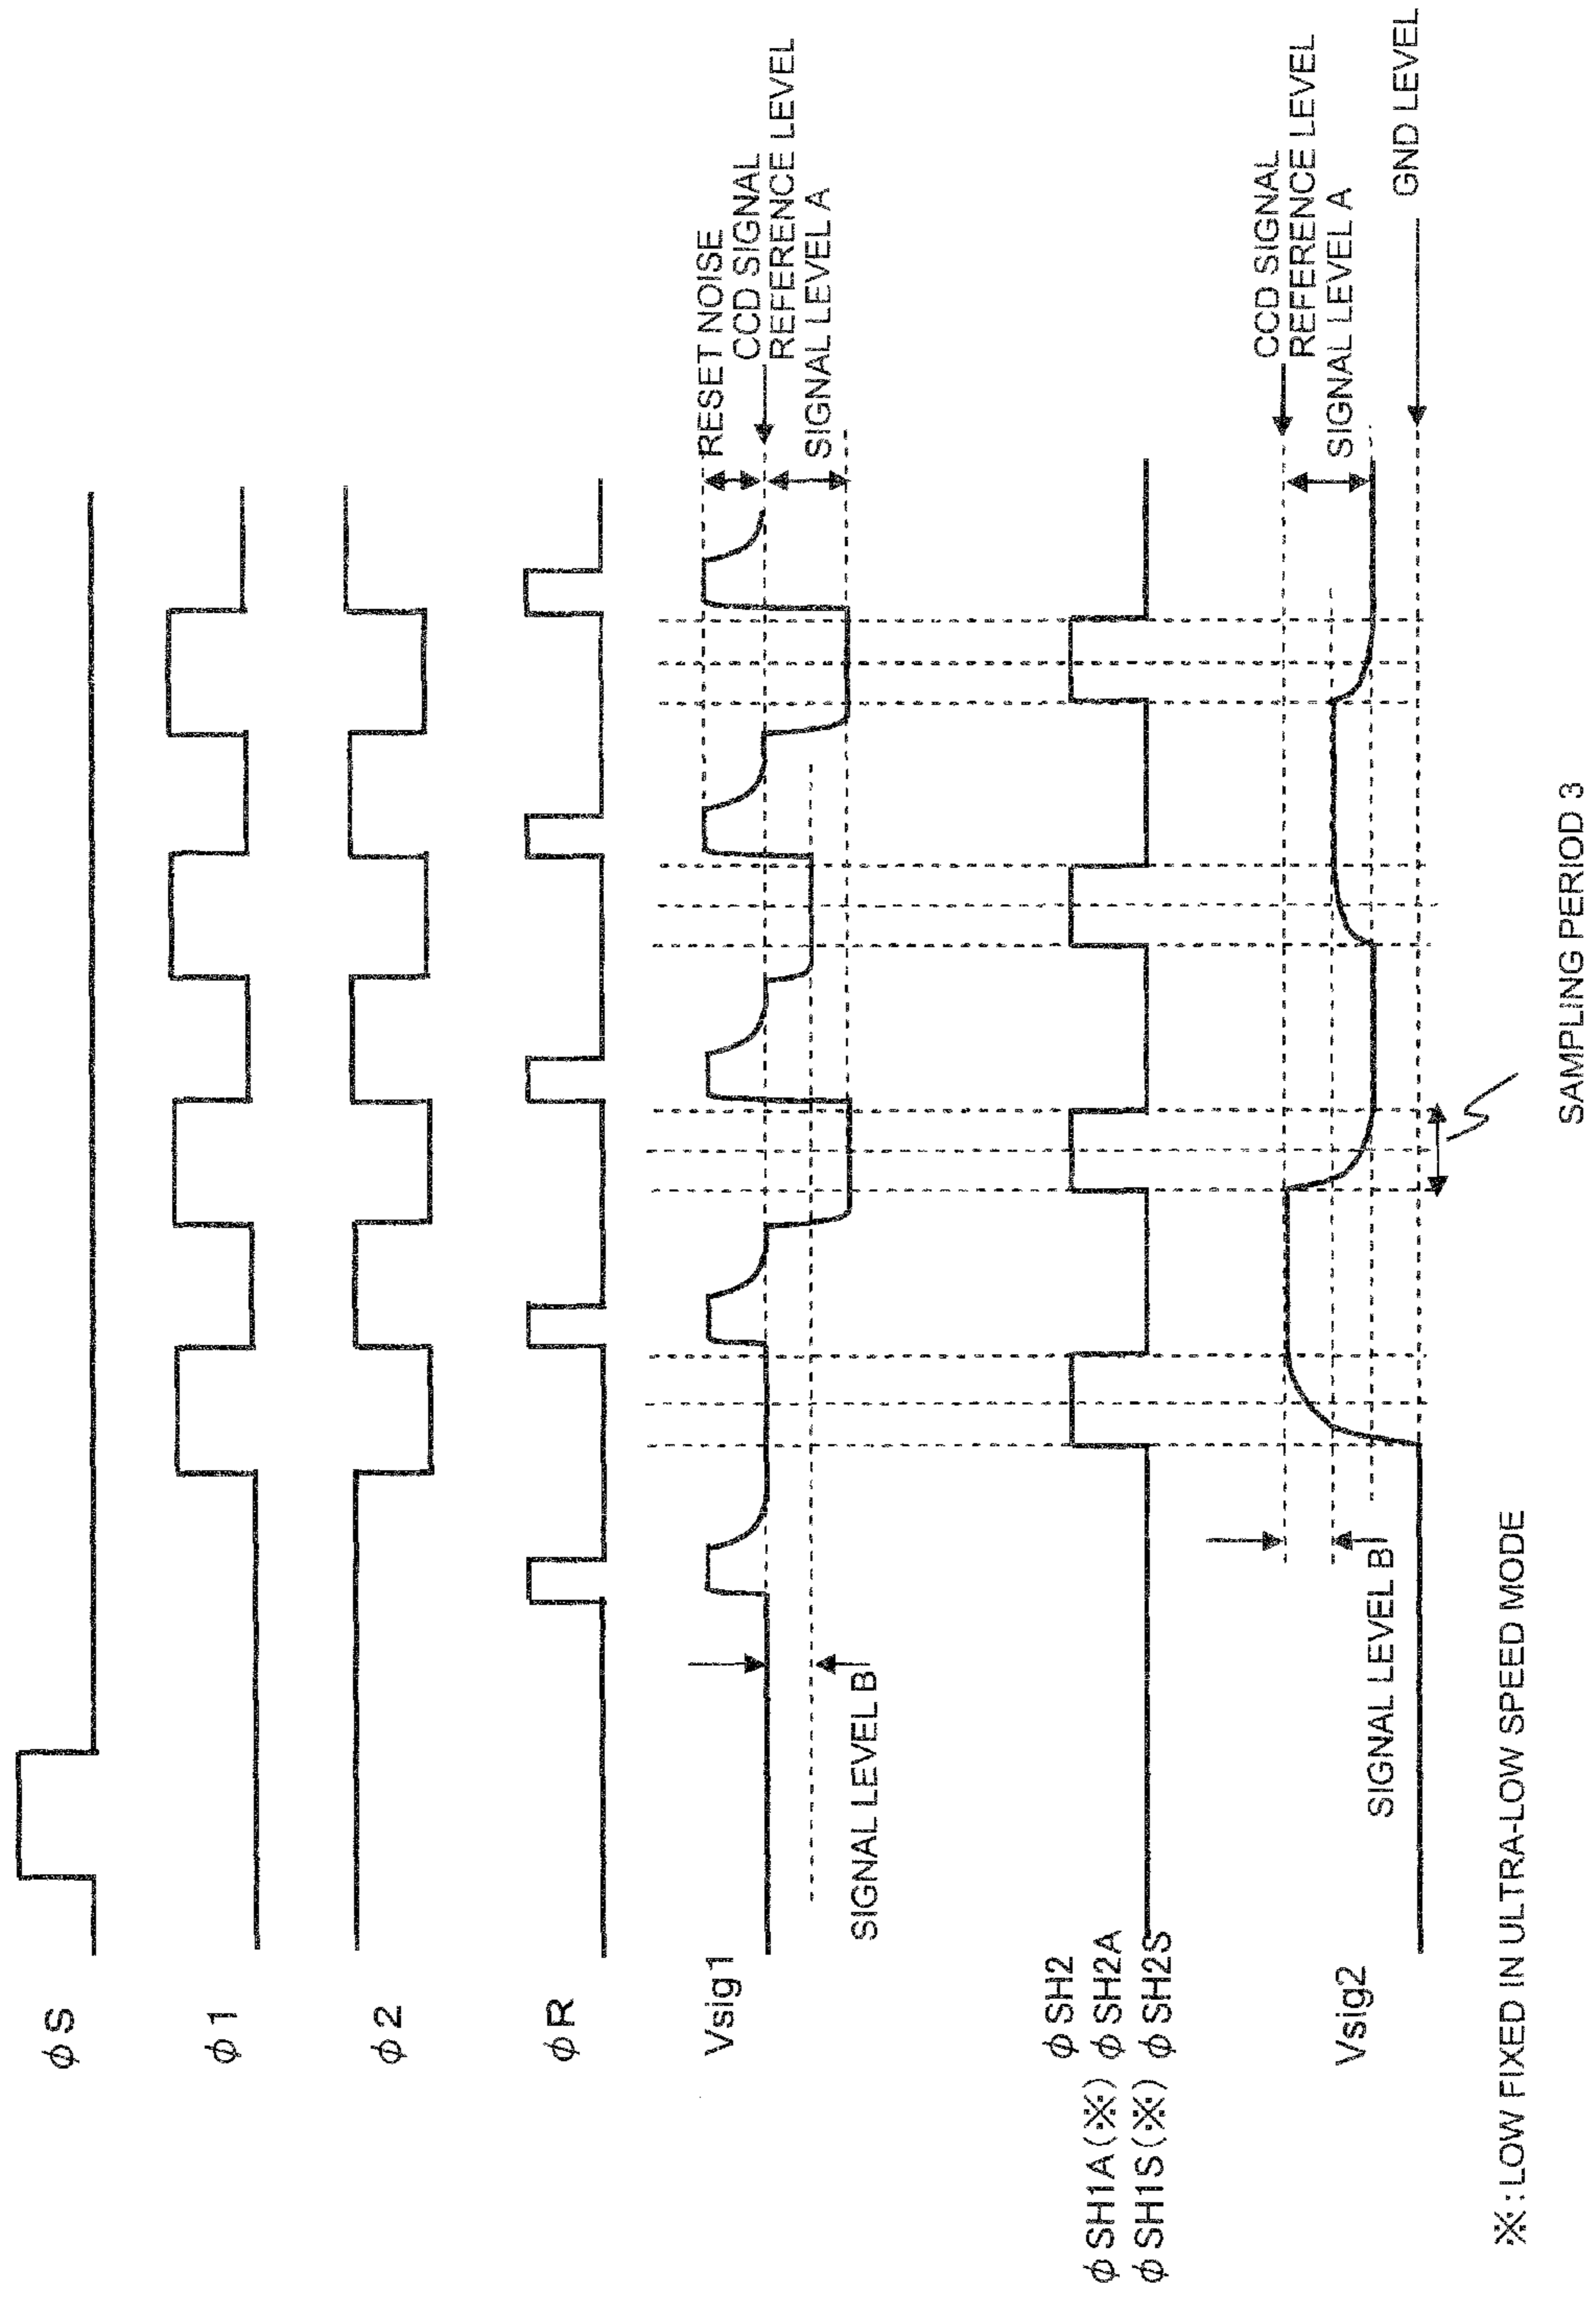 φS
φ1
φ2
φR
Vsig1
RESET NOISE
CCD SIGNAL
REFERENCE LEVEL
SIGNAL LEVEL A
SIGNAL LEVEL B
φSH2
φSH1A(※) φSH2A
φSH1S(※) φSH2S
Vsig2
CCD SIGNAL
REFERENCE LEVEL
SIGNAL LEVEL A
GND LEVEL
SIGNAL LEVEL B
SAMPLING PERIOD 3
※:LOW FIXED IN ULTRA-LOW SPEED MODE